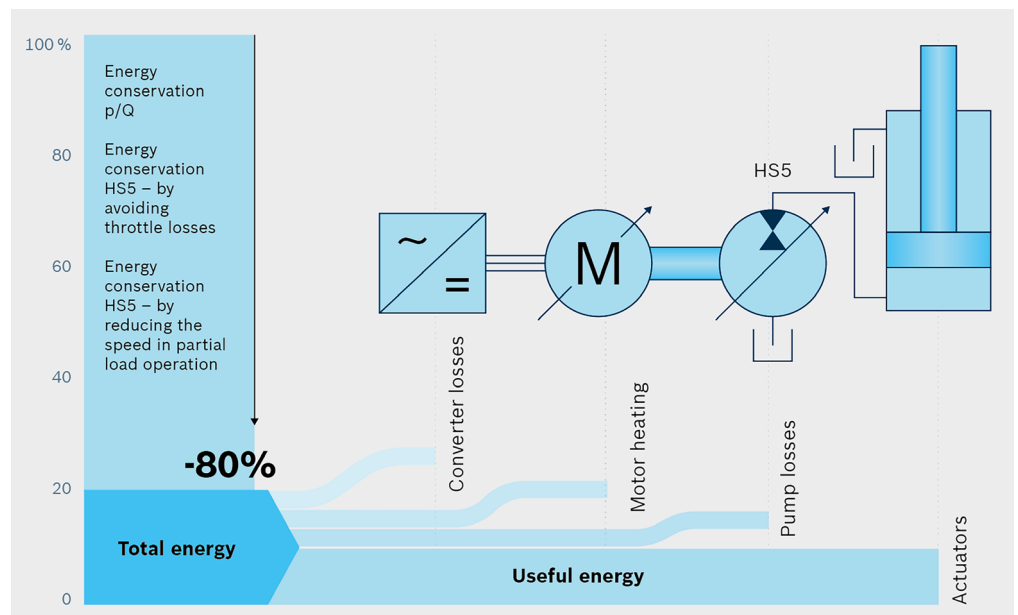 100 %
80
60
40
20
0
Energy
conservation
p/Q
Energy
conservation
HS5 – by
avoiding
throttle losses
Energy
conservation
HS5 – by
reducing the
speed in partial
load operation
-80%
Total energy
Useful energy
~
=
M
HS5
Converter losses
Motor heating
Pump losses
Actuators